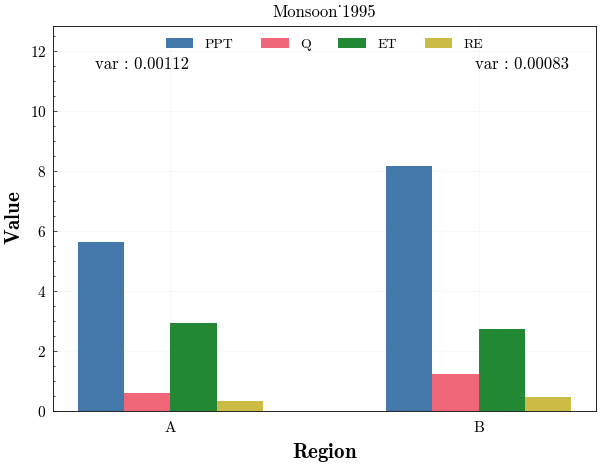 Monsoon˙1995
PPT Q ET RE
var : 0.00112 var : 0.00083
12
10
8
6
4
2
0
Value
A B
Region